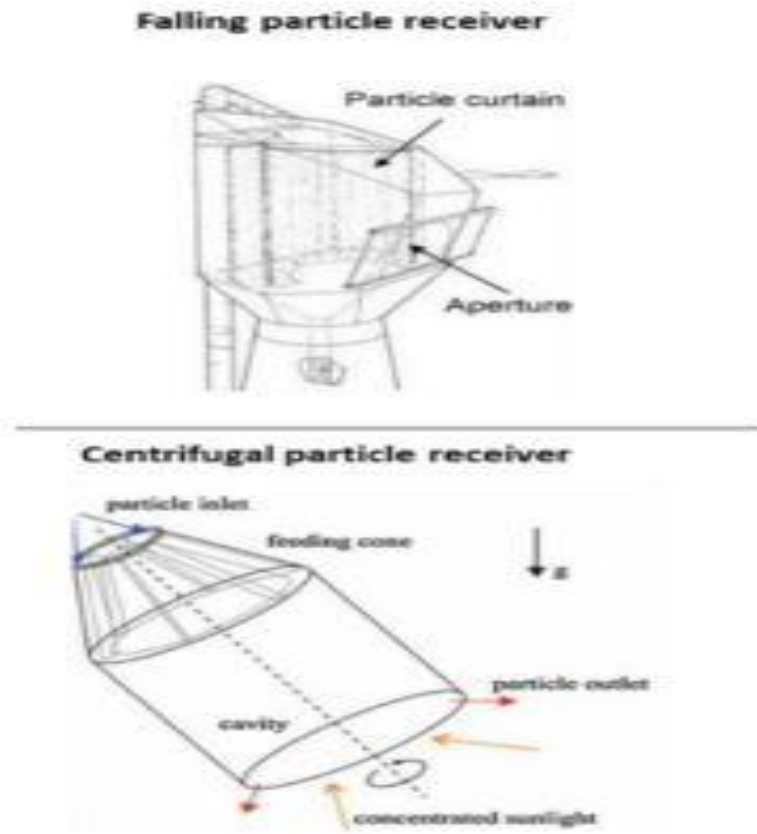 Falling particle receiver
Particle curtain
Aperture
Centrifugal particle receiver
particle inlet
feeding cone
g
particle outlet
cavity
concentrated sunlight